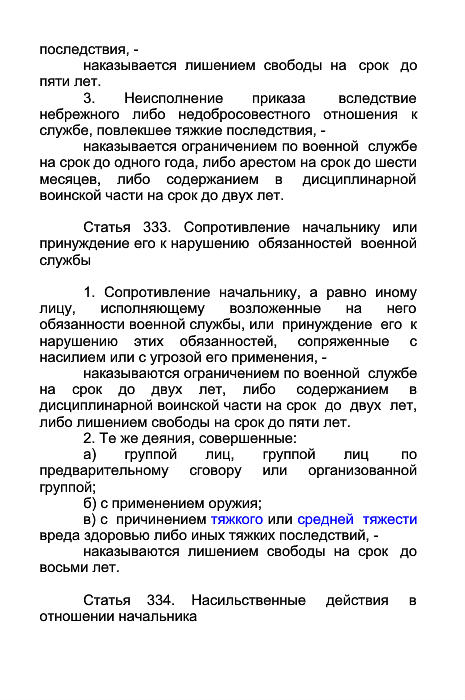 последствия, -
наказывается лишением свободы на срок до
пяти лет.
3. Неисполнение приказа вследствие
небрежного либо недобросовестного отношения к
службе, повлекшее тяжкие последствия, -
наказывается ограничением по военной службе
на срок до одного года, либо арестом на срок до шести
месяцев, либо содержанием в дисциплинарной
воинской части на срок до двух лет.
Статья 333. Сопротивление начальнику или
принуждение его к нарушению обязанностей военной
службы
1. Сопротивление начальнику, а равно иному
лицу, исполняющему возложенные на него
обязанности военной службы, или принуждение его к
нарушению этих обязанностей, сопряженные с
насилием или с угрозой его применения, -
наказываются ограничением по военной службе
на срок до двух лет, либо содержанием в
дисциплинарной воинской части на срок до двух лет,
либо лишением свободы на срок до пяти лет.
2. Те же деяния, совершенные:
а) группой лиц, группой лиц по
предварительному сговору или организованной
группой;
б) с применением оружия;
в) с причинением тяжкого или средней тяжести
вреда здоровью либо иных тяжких последствий, -
наказываются лишением свободы на срок до
восьми лет.
Статья 334. Насильственные действия в
отношении начальника